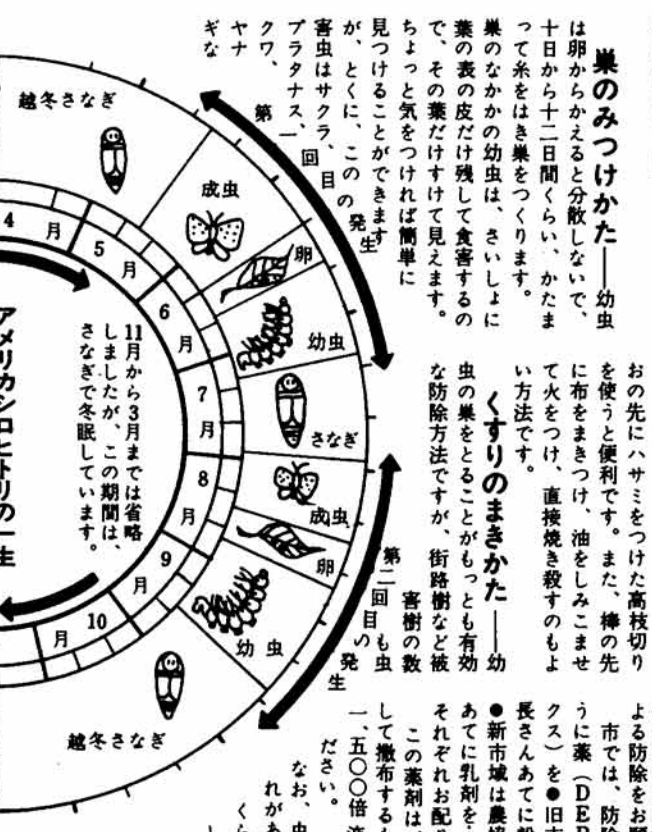 巣のみつけかた――幼虫
は卵からかえると分散しないで、
十日から十二日間くらい、かたま
って糸をはき巣をつくります。
巣のなかかの幼虫は、さいしょに
葉の表の皮だけ残して食害するの
で、その葉だけすけて見えます。
ちょっと気をつければ簡単に
見つけることができます
が、とくに、この
害虫はサクラ、
プラタナス、
クワ、
ヤナ
ギな
おの先にハサミをつけた高枝切り
を使うと便利です。また、棒の先
に布をまきつけ、油をしみこませ
て火をつけ、直接焼き殺すのもよ
い方法です。
くすりのまきかた――幼
虫の巣をとることがもっとも有効
な防除方法ですが、街路樹など被
害樹の数
も虫
よる防除をお願
市では、防除
うに薬（DEP
クス）を●旧市
長さんあてに粉
●新市域は農協
あてに乳剤を
それぞれお配り
この薬剤は、
して撒布するか
一、五〇〇倍液
ださい。
なお、虫
れがあ
くら
第一回目の発生
第二回目の発生
越冬さなぎ
成虫
卵
幼虫
さなぎ
成虫
卵
幼虫
越冬さなぎ
4月
5月
6月
7月
8月
9月
10月
11月から3月までは省略
しましたが、この期間は、
さなぎで冬眠しています。
アメリカシロヒトリの一生